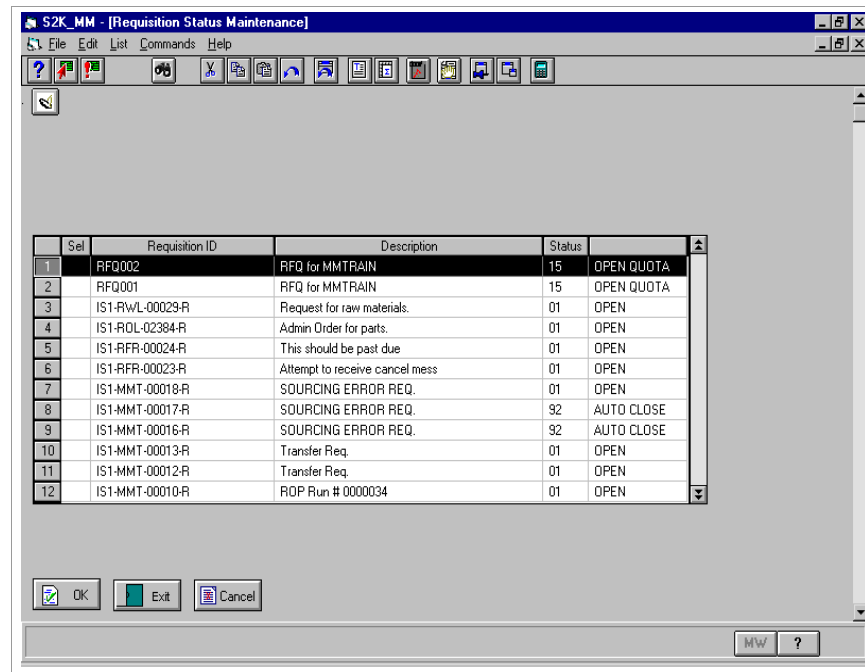 S2K_MM - [Requisition Status Maintenance]
File Edit List Commands Help
Sel Requisition ID Description Status
1 RFQ002 RFQ for MMTRAIN 15 OPEN QUOTA
2 RFQ001 RFQ for MMTRAIN 15 OPEN QUOTA
3 IS1-RWL-00029-R Request for raw materials. 01 OPEN
4 IS1-ROL-02384-R Admin Order for parts. 01 OPEN
5 IS1-RFR-00024-R This should be past due 01 OPEN
6 IS1-RFR-00023-R Attempt to receive cancel mess 01 OPEN
7 IS1-MMT-00018-R SOURCING ERROR REQ. 01 OPEN
8 IS1-MMT-00017-R SOURCING ERROR REQ. 92 AUTO CLOSE
9 IS1-MMT-00016-R SOURCING ERROR REQ. 92 AUTO CLOSE
10 IS1-MMT-00013-R Transfer Req. 01 OPEN
11 IS1-MMT-00012-R Transfer Req. 01 OPEN
12 IS1-MMT-00010-R ROP Run # 0000034 01 OPEN
OK Exit Cancel
MW ?